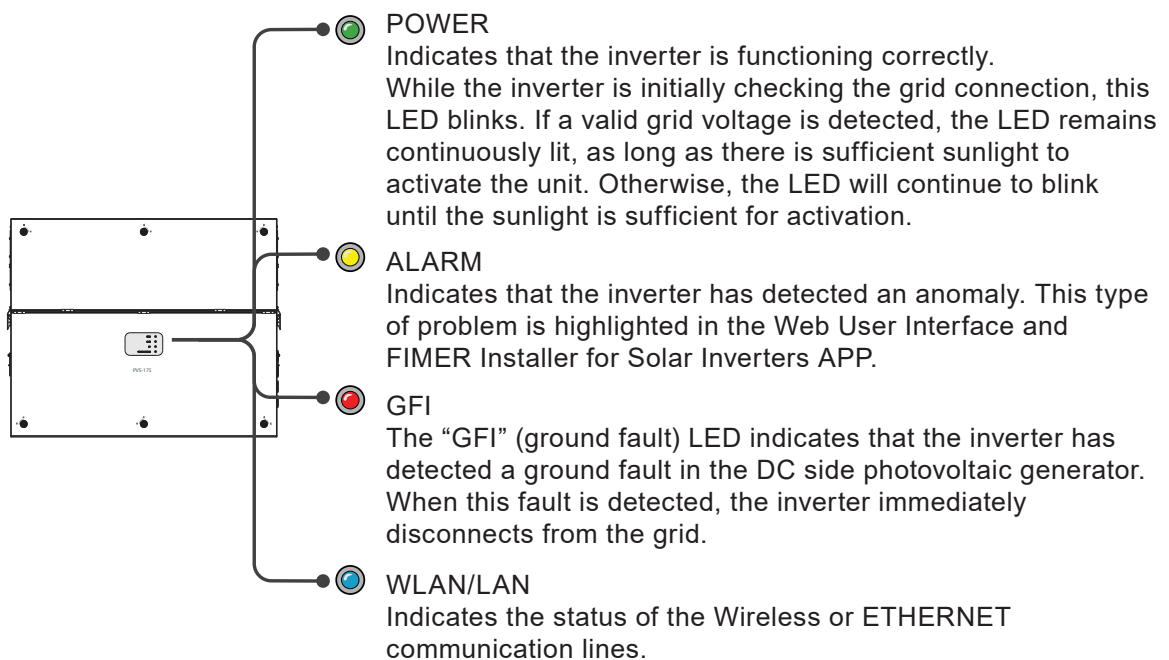 POWER
Indicates that the inverter is functioning correctly.
While the inverter is initially checking the grid connection, this
LED blinks. If a valid grid voltage is detected, the LED remains
continuously lit, as long as there is sufficient sunlight to
activate the unit. Otherwise, the LED will continue to blink
until the sunlight is sufficient for activation.
ALARM
Indicates that the inverter has detected an anomaly. This type
of problem is highlighted in the Web User Interface and
FIMER Installer for Solar Inverters APP.
PVS-175
GFI
The “GFI” (ground fault) LED indicates that the inverter has
detected a ground fault in the DC side photovoltaic generator.
When this fault is detected, the inverter immediately
disconnects from the grid.
WLAN/LAN
Indicates the status of the Wireless or ETHERNET
communication lines.